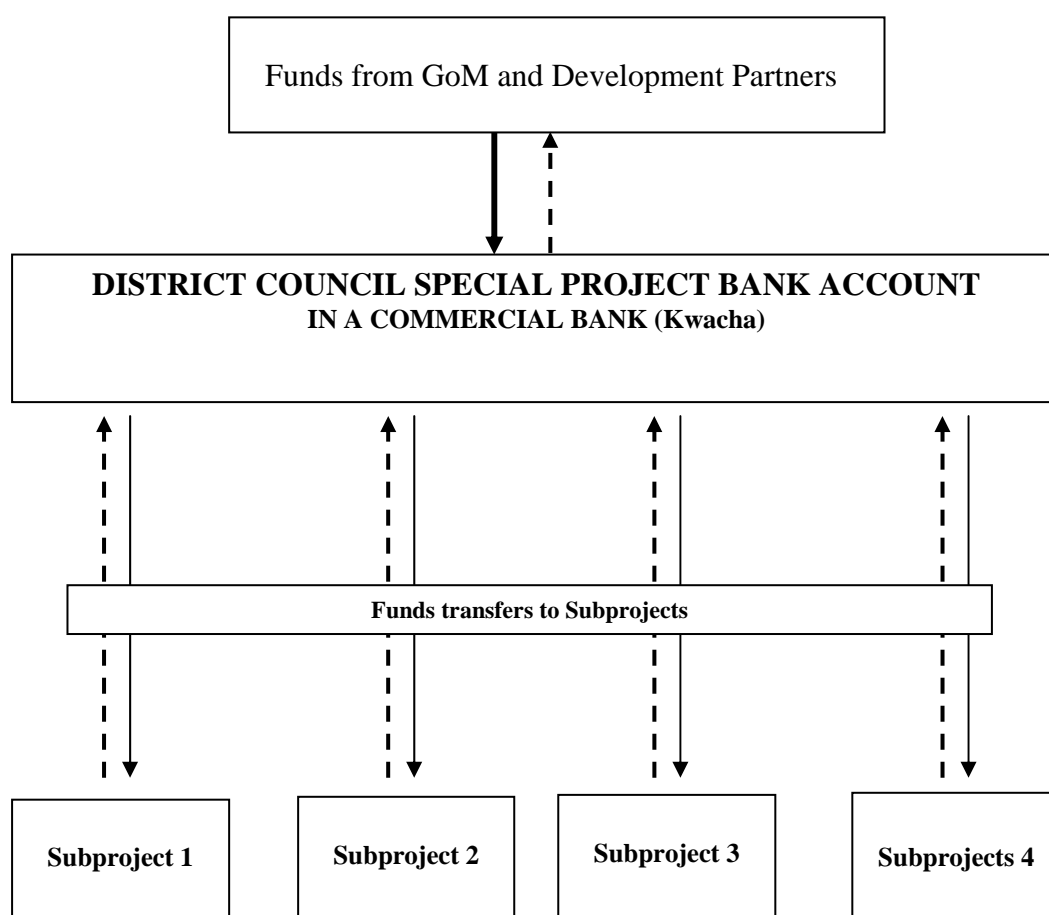 Funds from GoM and Development Partners
DISTRICT COUNCIL SPECIAL PROJECT BANK ACCOUNT
IN A COMMERCIAL BANK (Kwacha)
Funds transfers to Subprojects
Subproject 1
Subproject 2
Subproject 3
Subprojects 4